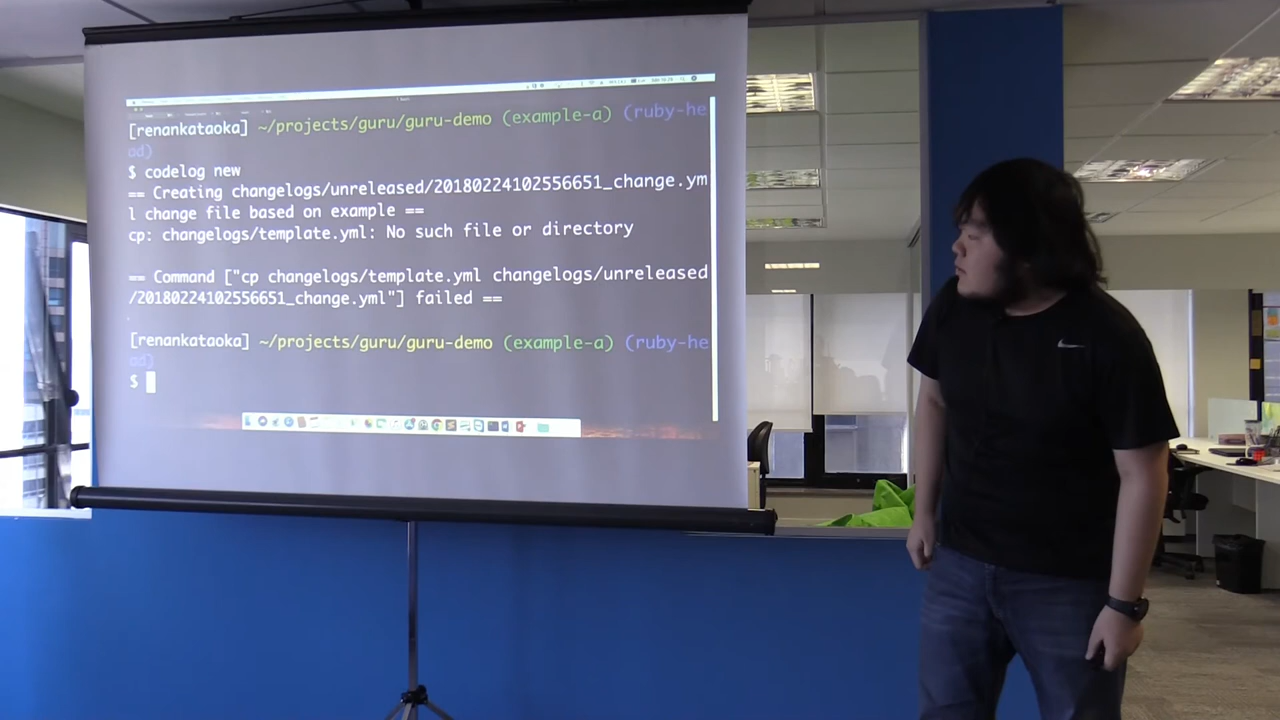 [renankataoka] ~/projects/guru/guru-demo (example-a) (ruby-he
ad)
$ codelog new
== Creating changelogs/unreleased/20180224102556651_change.ym
l change file based on example ==
cp: changelogs/template.yml: No such file or directory
== Command ["cp changelogs/template.yml changelogs/unreleased
/20180224102556651_change.yml"] failed ==
[renankataoka] ~/projects/guru/guru-demo (example-a) (ruby-he
ad)
$